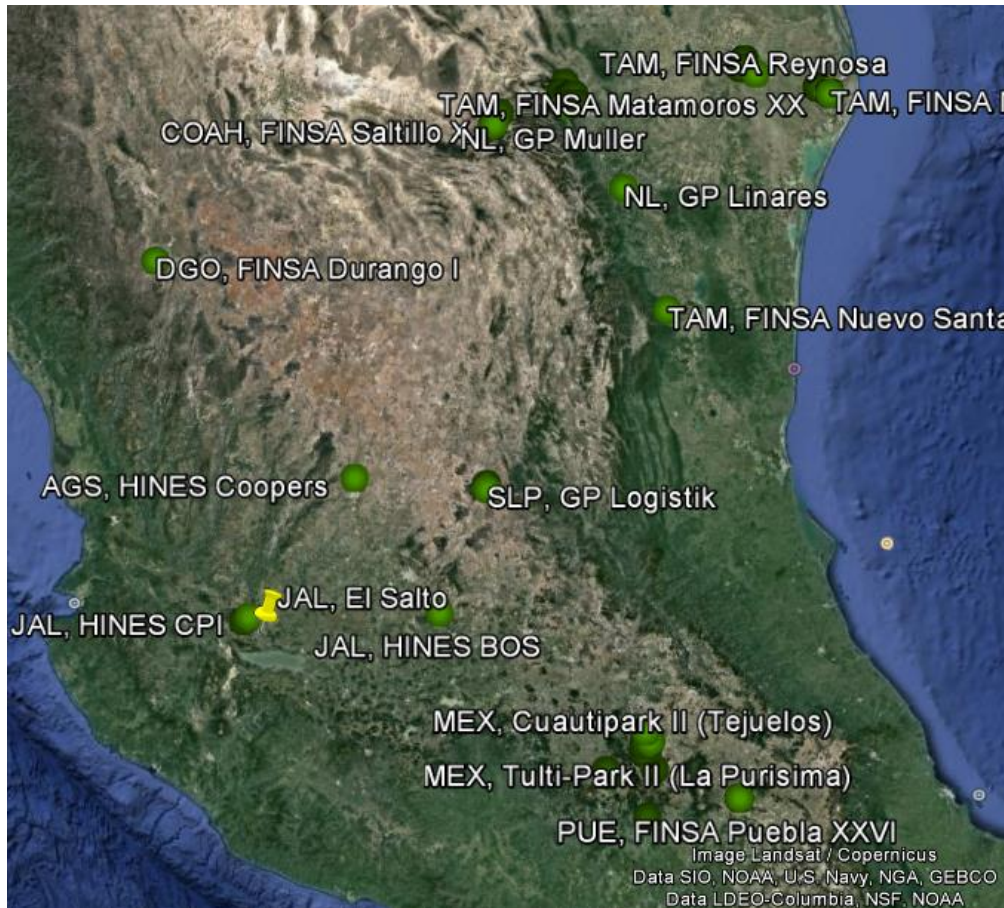 TAM, FINSA Reynosa
TAM, FINSA Matamoros XX
TAM, FINSA
COAH, FINSA Saltillo X
NL, GP Muller
NL, GP Linares
DGO, FINSA Durango I
TAM, FINSA Nuevo Santa
AGS, HINES Coopers
SLP, GP Logistik
JAL, El Salto
JAL, HINES CPI
JAL, HINES BOS
MEX, Cuautipark II (Tejuelos)
MEX, Tulti-Park II (La Purisima)
PUE, FINSA Puebla XXVI
Image Landsat / Copernicus
Data SIO, NOAA, U.S. Navy, NGA, GEBCO
Data LDEO-Columbia, NSF, NOAA